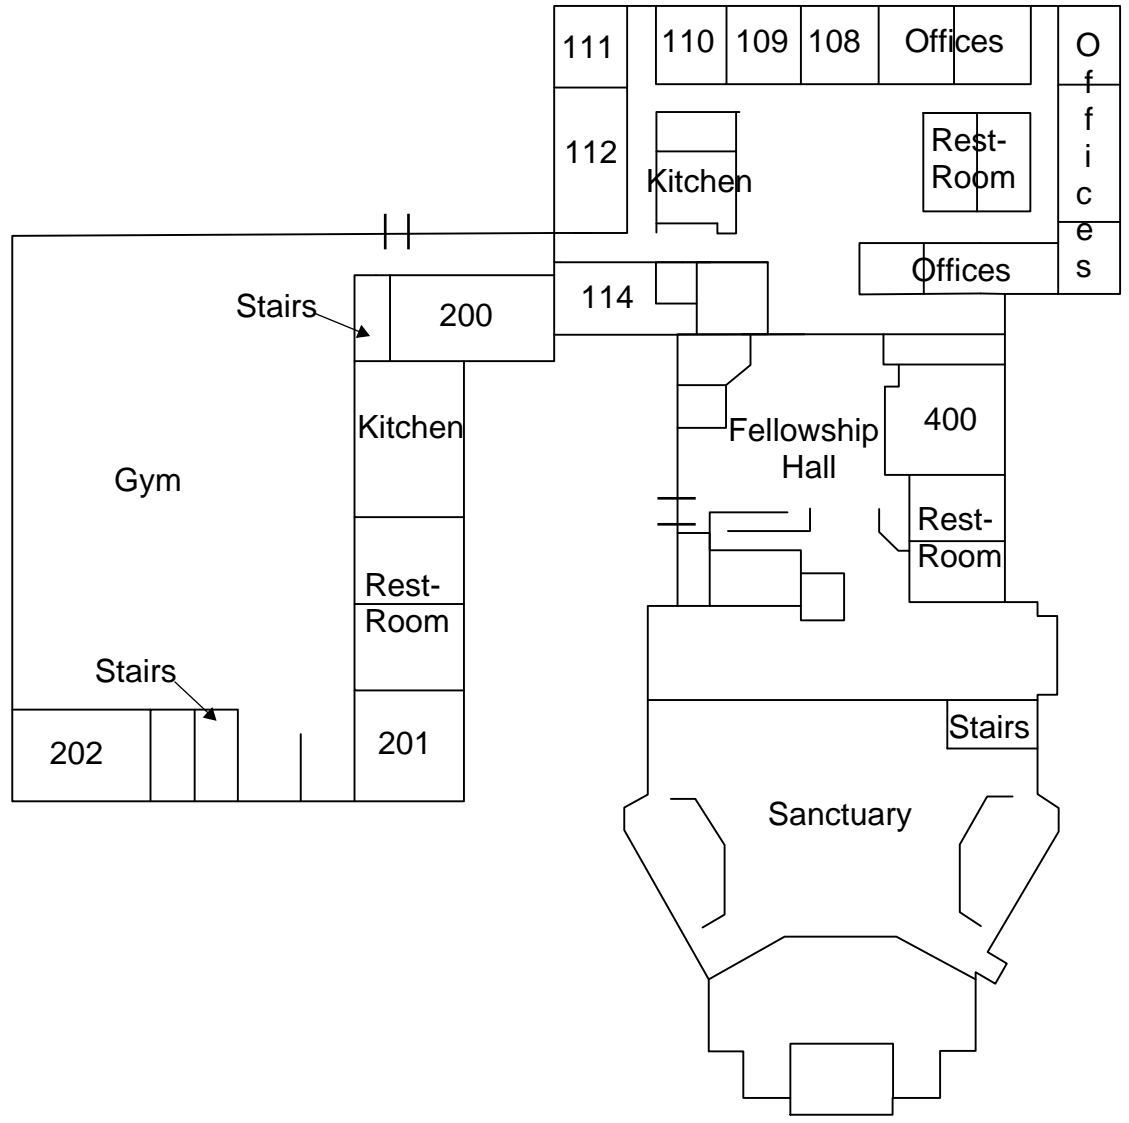 111
110
109
108
Offices
Offices
112
Kitchen
Rest-
Room
Offices
114
Stairs
200
Kitchen
Gym
Fellowship
Hall
400
Rest-
Room
Rest-
Room
Stairs
202
201
Stairs
Sanctuary